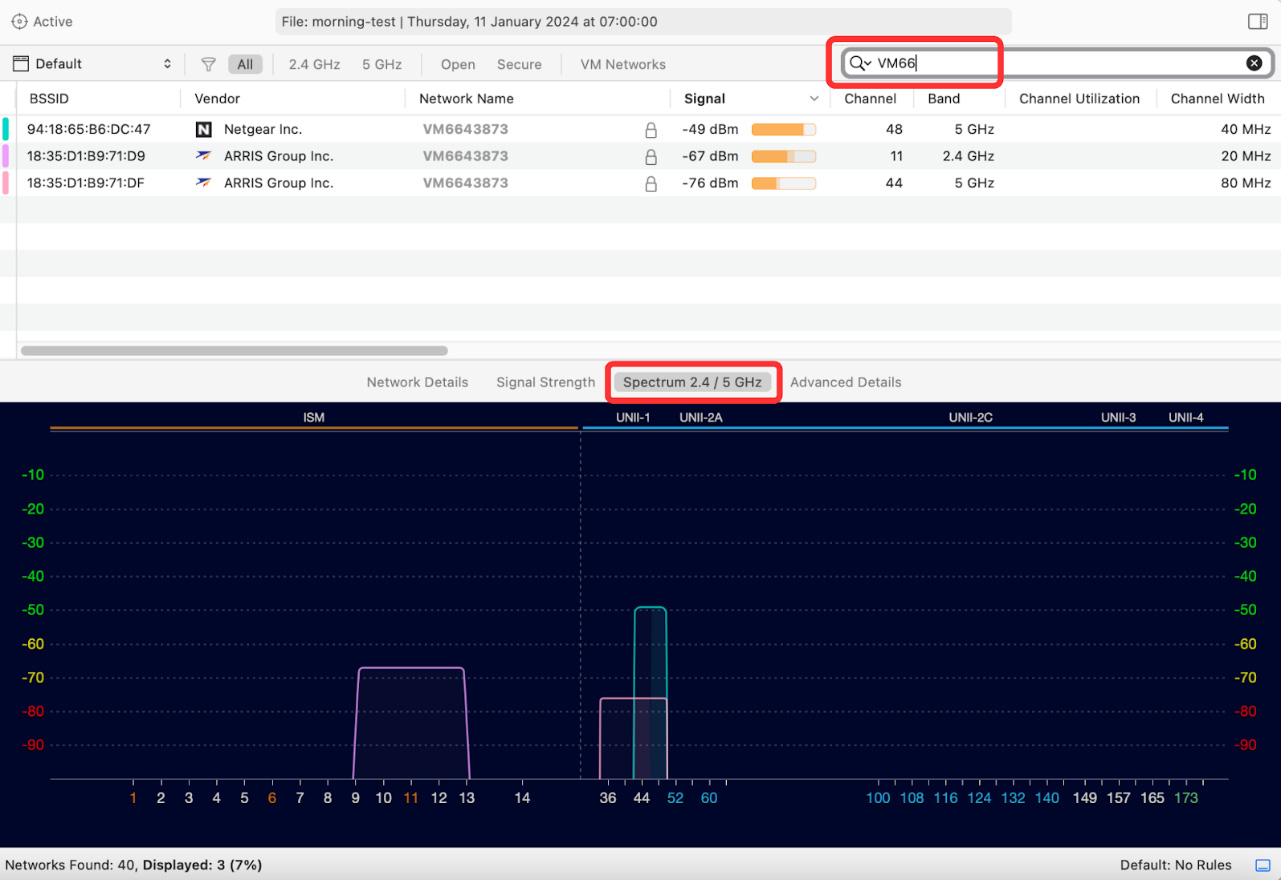 Active
File: morning-test | Thursday, 11 January 2024 at 07:00:00
Default All 2.4 GHz 5 GHz Open Secure VM Networks VM66
BSSID Vendor Network Name Signal Channel Band Channel Utilization Channel Width
94:18:65:B6:DC:47 N Netgear Inc. VM6643873 -49 dBm 48 5 GHz 40 MHz
18:35:D1:B9:71:D9 ARRIS Group Inc. VM6643873 -67 dBm 11 2.4 GHz 20 MHz
18:35:D1:B9:71:DF ARRIS Group Inc. VM6643873 -76 dBm 44 5 GHz 80 MHz
Network Details Signal Strength Spectrum 2.4 / 5 GHz Advanced Details
ISM UNII-1 UNII-2A UNII-2C UNII-3 UNII-4
-10 -10
-20 -20
-30 -30
-40 -40
-50 -50
-60 -60
-70 -70
-80 -80
-90 -90
1 2 3 4 5 6 7 8 9 10 11 12 13 14 36 44 52 60 100 108 116 124 132 140 149 157 165 173
Networks Found: 40, Displayed: 3 (7%) Default: No Rules